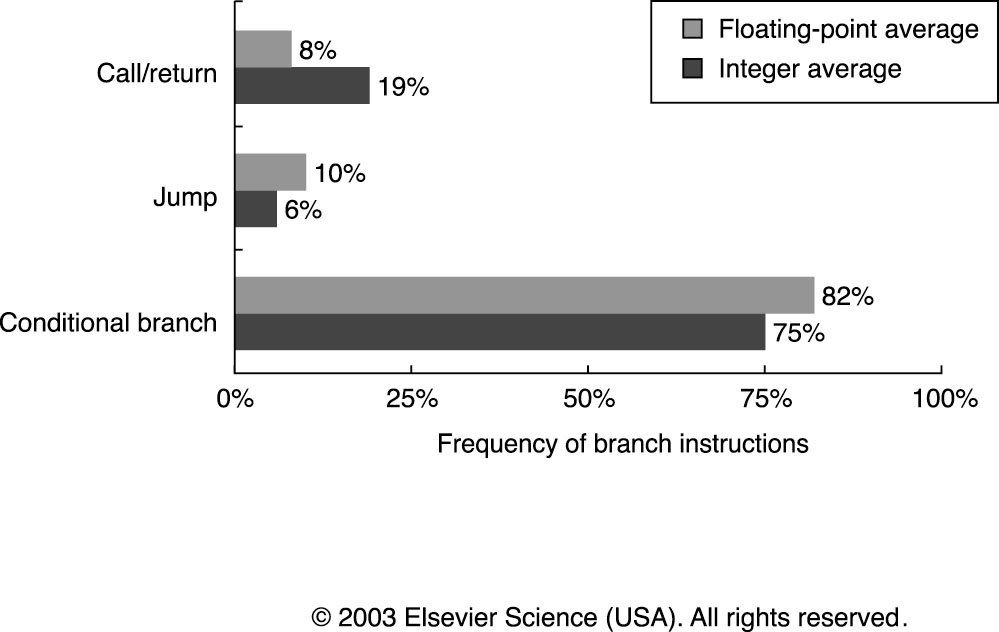 Floating-point average
Integer average
Call/return
8%
19%
Jump
10%
6%
Conditional branch
82%
75%
0% 25% 50% 75% 100%
Frequency of branch instructions
© 2003 Elsevier Science (USA). All rights reserved.